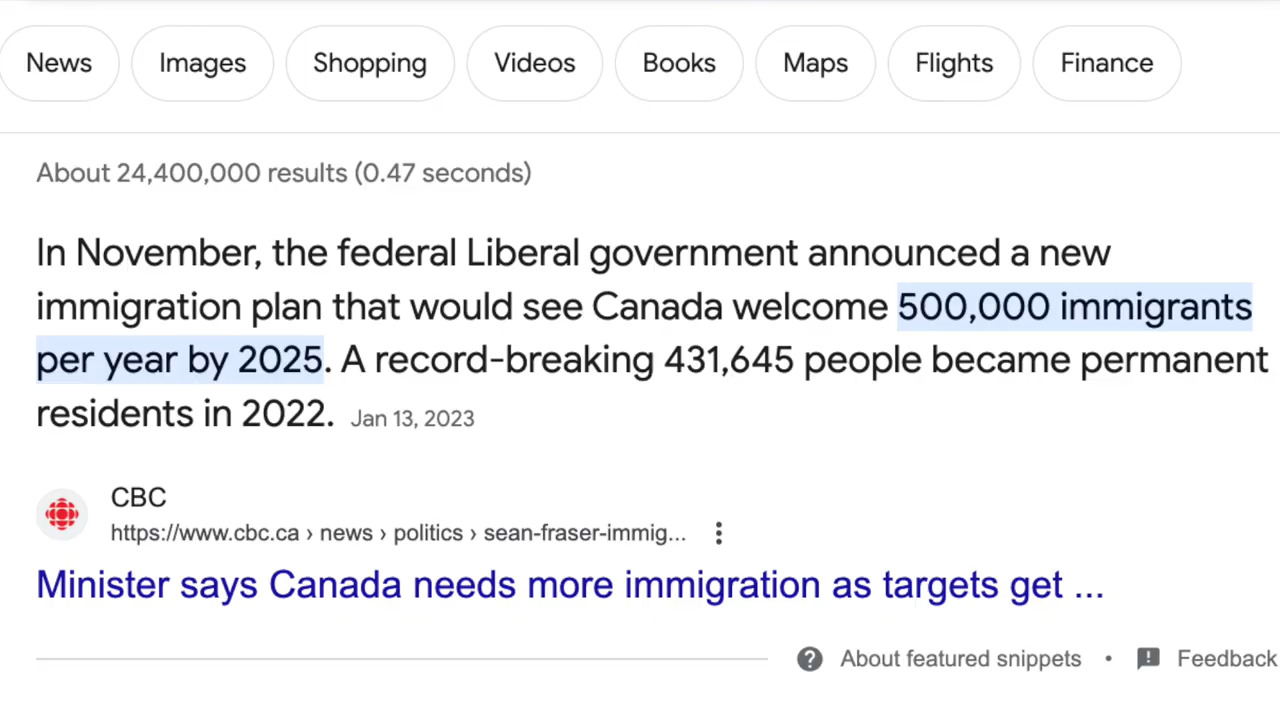 News Images Shopping Videos Books Maps Flights Finance
About 24,400,000 results (0.47 seconds)
In November, the federal Liberal government announced a new
immigration plan that would see Canada welcome 500,000 immigrants
per year by 2025. A record-breaking 431,645 people became permanent
residents in 2022. Jan 13, 2023
CBC
https://www.cbc.ca › news › politics › sean-fraser-immig...
Minister says Canada needs more immigration as targets get ...
About featured snippets • Feedback